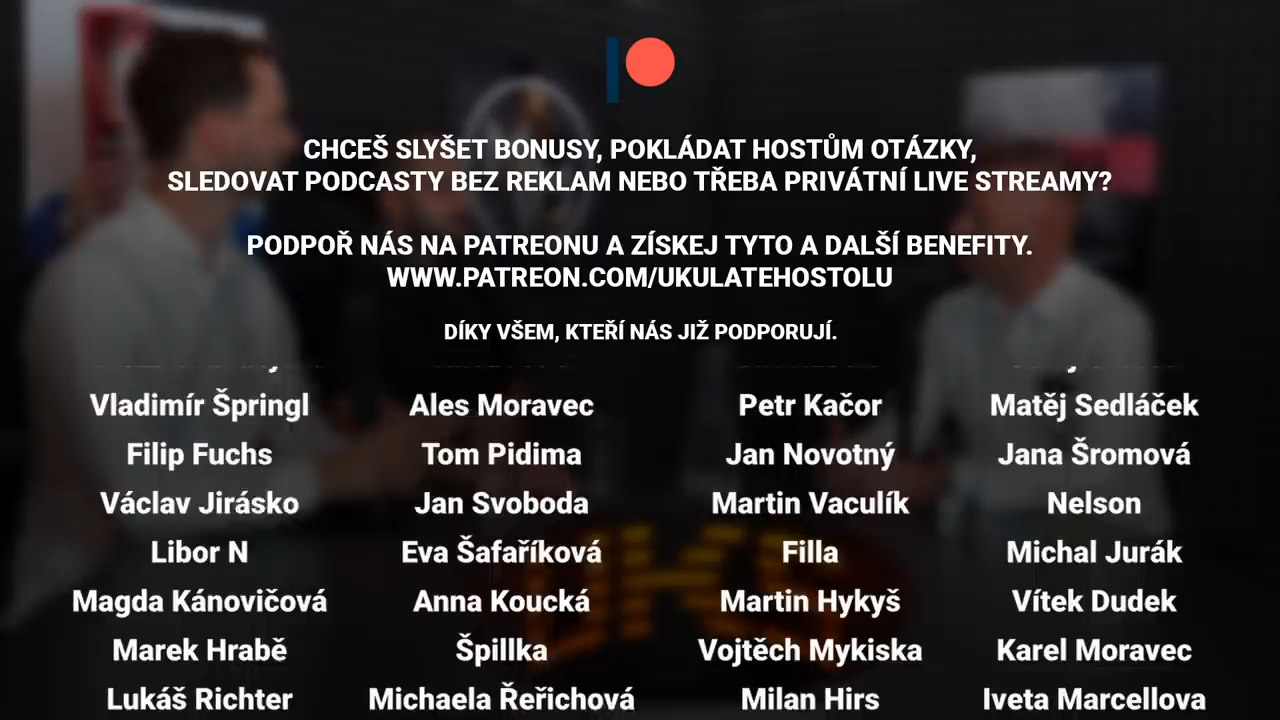 CHCEŠ SLYŠET BONUSY, POKLÁDAT HOSTŮM OTÁZKY,
SLEDOVAT PODCASTY BEZ REKLAM NEBO TŘEBA PRIVÁTNÍ LIVE STREAMY?
PODPOŘ NÁS NA PATREONU A ZÍSKEJ TYTO A DALŠÍ BENEFITY.
WWW.PATREON.COM/UKULATEHOSTOLU
DÍKY VŠEM, KTEŘÍ NÁS JIŽ PODPORUJÍ.
Vladimír Špringl Ales Moravec Petr Kačor Matěj Sedláček
Filip Fuchs Tom Pidima Jan Novotný Jana Šromová
Václav Jirásko Jan Svoboda Martin Vaculík Nelson
Libor N Eva Šafaříková Filla Michal Jurák
Magda Kánovičová Anna Koucká Martin Hykyš Vítek Dudek
Marek Hrabě Špillka Vojtěch Mykiska Karel Moravec
Lukáš Richter Michaela Řeřichová Milan Hirs Iveta Marcellova